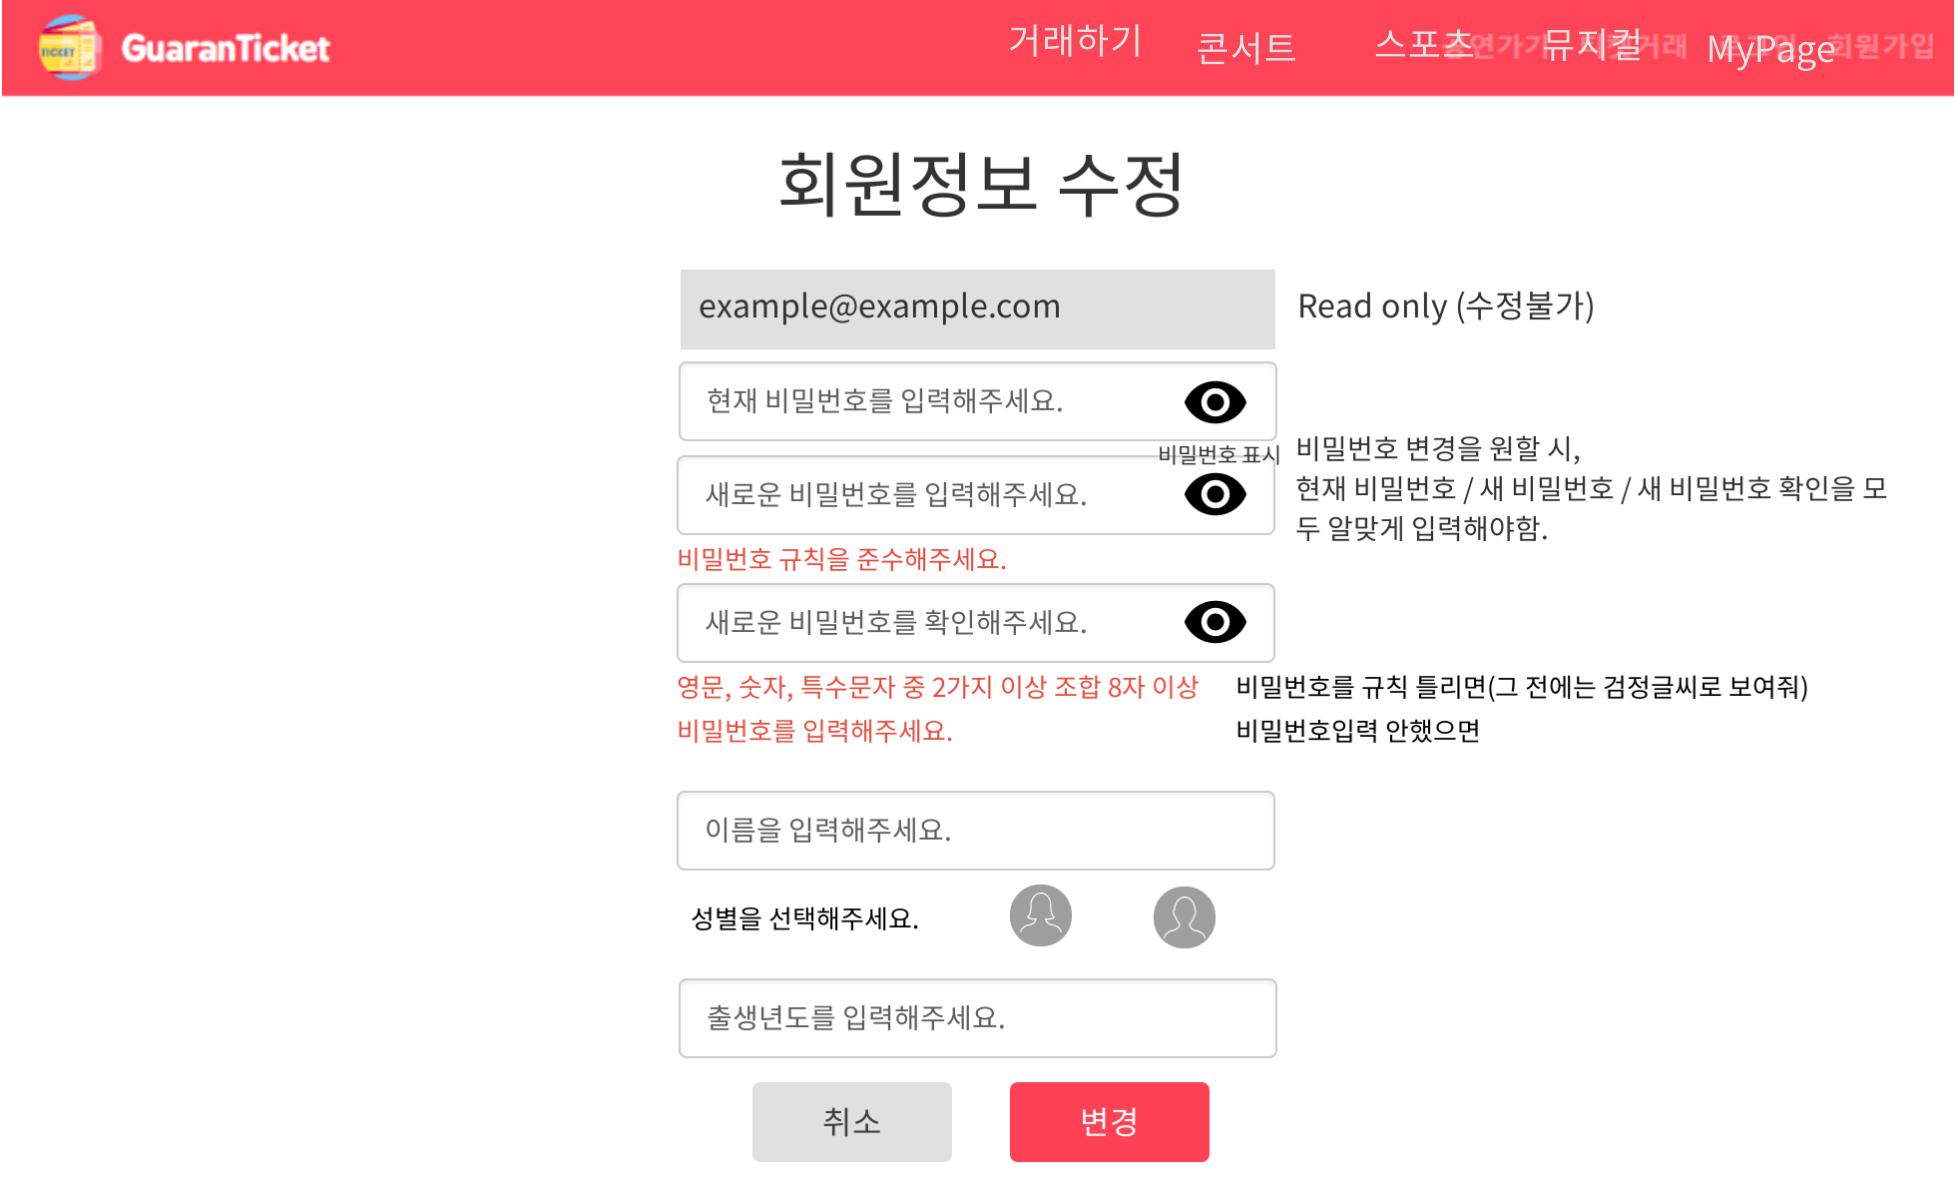 TICKET
GuaranTicket
거래하기
콘서트
스포츠
뮤지컬
거래
MyPage
회원가입
회원정보 수정
example@example.com
Read only (수정불가)
현재 비밀번호를 입력해주세요.
비밀번호 표시
비밀번호 변경을 원할 시,
현재 비밀번호 / 새 비밀번호 / 새 비밀번호 확인을 모
두 알맞게 입력해야함.
새로운 비밀번호를 입력해주세요.
비밀번호 규칙을 준수해주세요.
새로운 비밀번호를 확인해주세요.
영문, 숫자, 특수문자 중 2가지 이상 조합 8자 이상
비밀번호를 규칙 틀리면(그 전에는 검정글씨로 보여줘)
비밀번호를 입력해주세요.
비밀번호입력 안했으면
이름을 입력해주세요.
성별을 선택해주세요.
출생년도를 입력해주세요.
취소
변경